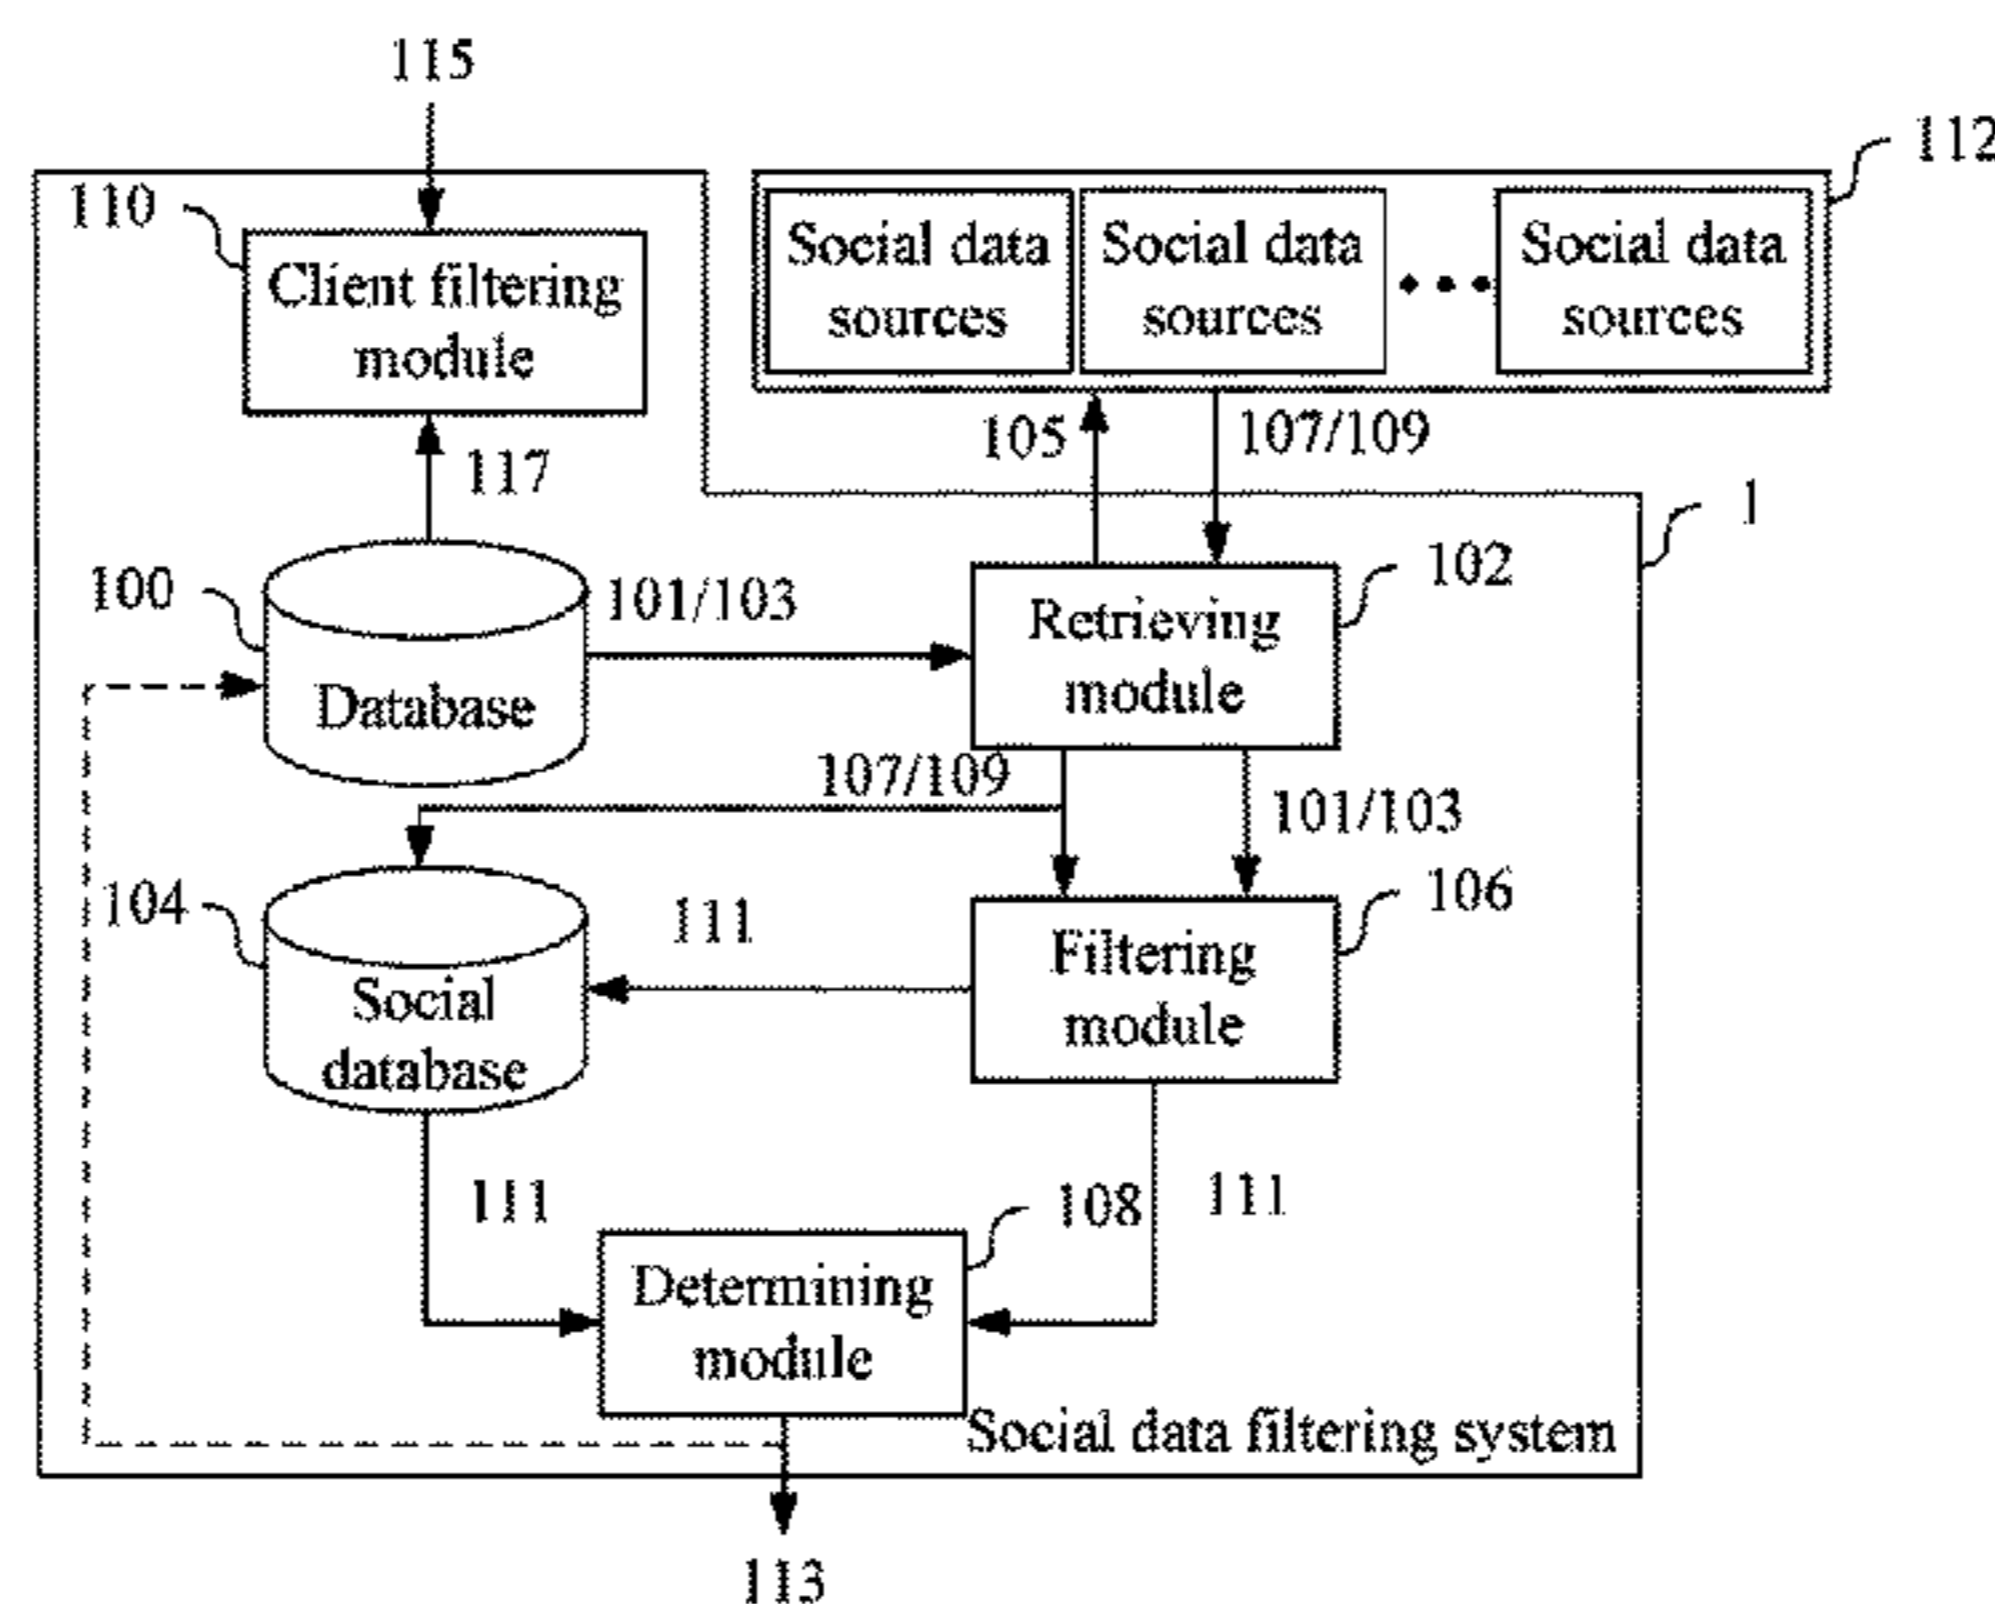 115
112
110
Client filtering
module
Social data
sources
Social data
sources
Social data
sources
105
107/109
117
1
100
101/103
102
Retrieving
module
Database
107/109
101/103
104
111
106
Filtering
module
Social
database
111
108
111
Determining
module
Social data filtering system
113